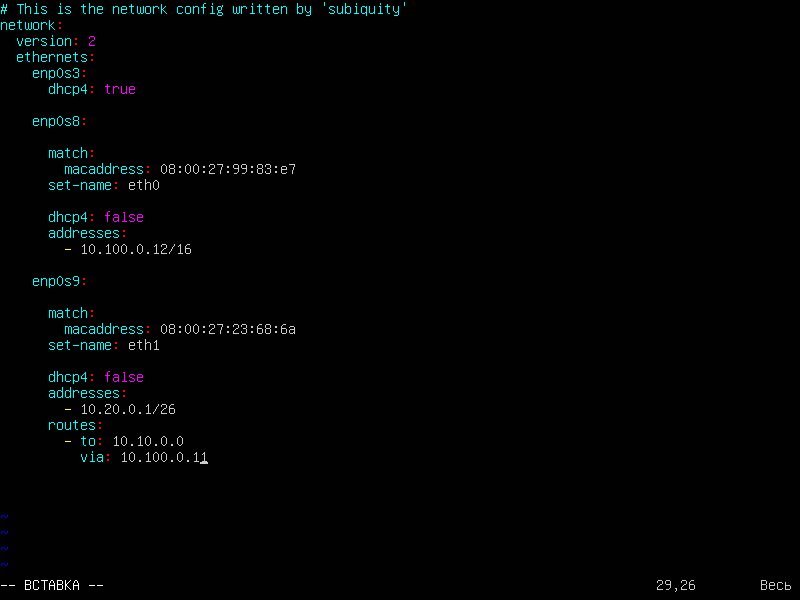 # This is the network config written by 'subiquity'
network:
  version: 2
  ethernets:
    enp0s3:
      dhcp4: true
    enp0s8:
      match:
        macaddress: 08:00:27:99:83:e7
      set-name: eth0
      dhcp4: false
      addresses:
        - 10.100.0.12/16
    enp0s9:
      match:
        macaddress: 08:00:27:23:68:6a
      set-name: eth1
      dhcp4: false
      addresses:
        - 10.20.0.1/26
      routes:
        - to: 10.10.0.0
          via: 10.100.0.11
~
~
~
~
-- ВСТАВКА -- 29,26 Весь